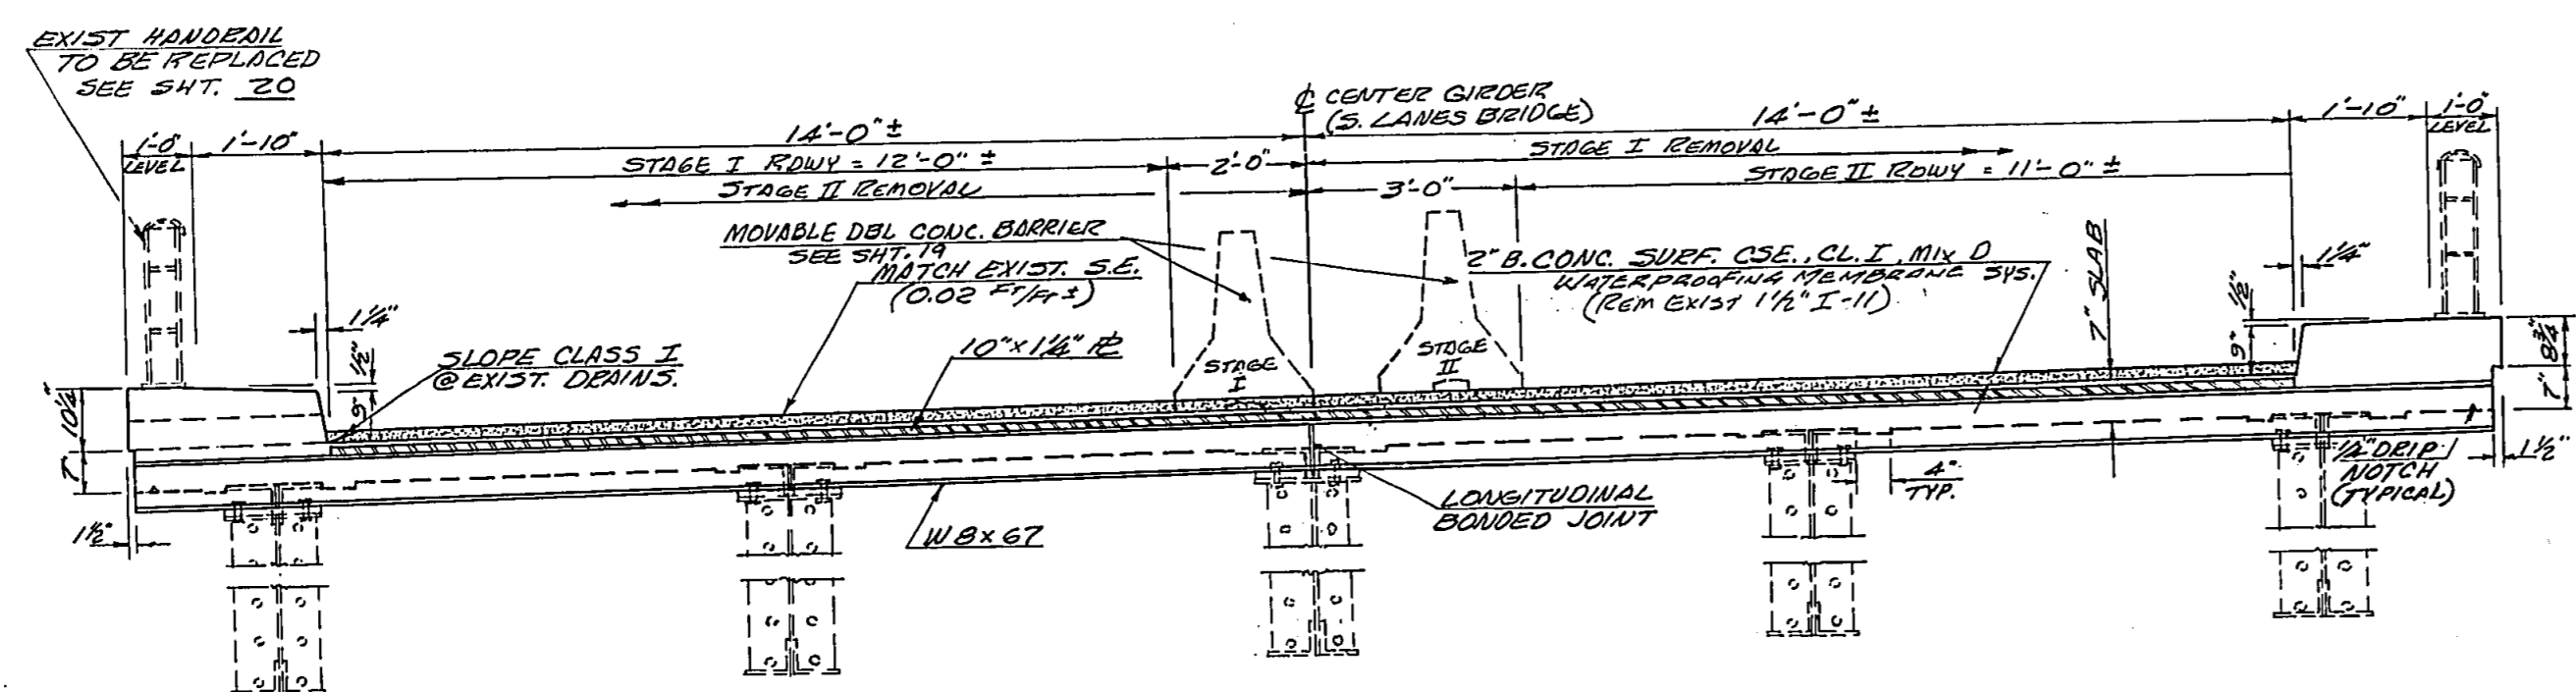 EXIST HANDRAIL
TO BE REPLACED
SEE SHT. 20
℄ CENTER GIRDER
(S. LANES BRIDGE)
1'-0"
LEVEL
1'-10"
14'-0" ±
14'-0" ±
1'-10"
1'-0"
LEVEL
STAGE I RDWY = 12'-0" ±
2'-0"
STAGE I REMOVAL
STAGE II REMOVAL
3'-0"
STAGE II RDWY = 11'-0" ±
MOVABLE DBL CONC. BARRIER
SEE SHT. 19
MATCH EXIST. S.E.
(0.02 FT/FT ±)
2" B. CONC. SURF. CSE., CL. I, MIX D
WATERPROOFING MEMBRANE SYS.
(REM EXIST 1½" I-11)
7" SLAB
1¼"
1¼"
½"
9"
8¾"
7"
SLOPE CLASS I
@ EXIST. DRAINS.
10"x1¼" ⅊
STAGE
I
STAGE
II
½"
9"
10½"
7"
1½"
W8x67
LONGITUDINAL
BONDED JOINT
4"
TYP.
¼" DRIP
NOTCH
(TYPICAL)
1½"